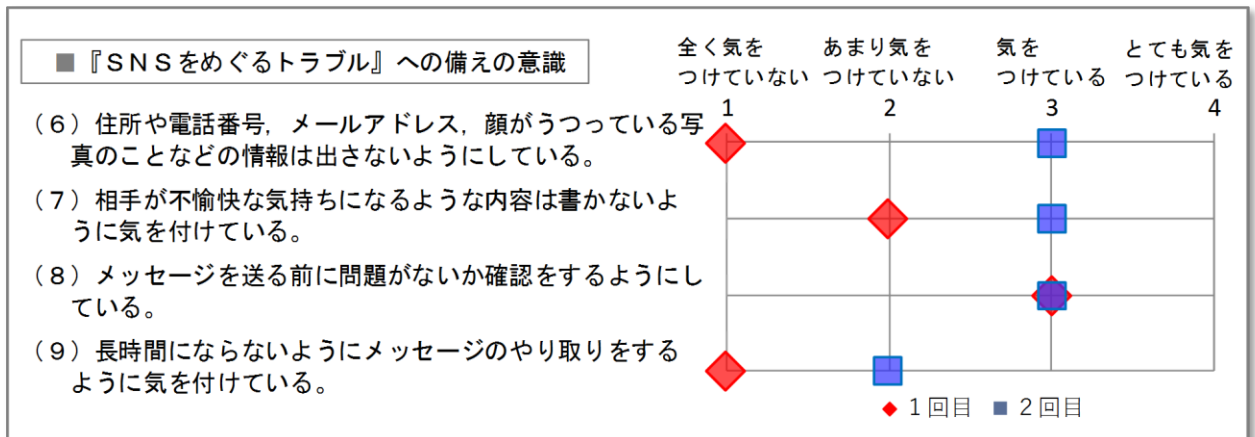 ■『ＳＮＳをめぐるトラブル』への備えの意識
全く気を
つけていない
あまり気を
つけていない
気を
つけている
とても気を
つけている
1 2 3 4
（６）住所や電話番号，メールアドレス，顔がうつっている写
真のことなどの情報は出さないようにしている。
（７）相手が不愉快な気持ちになるような内容は書かないよ
うに気を付けている。
（８）メッセージを送る前に問題がないか確認をするようにし
ている。
（９）長時間にならないようにメッセージのやり取りをする
ように気を付けている。
◆ １回目 ■ ２回目